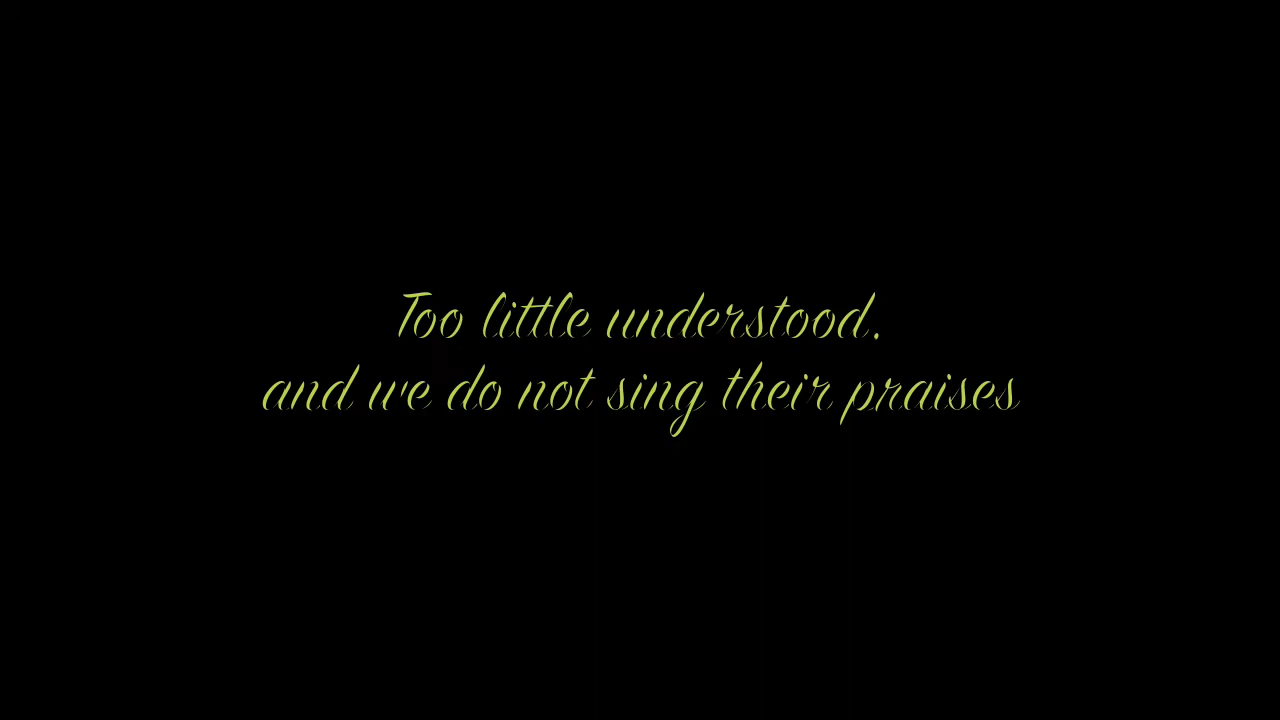 Too little understood.
and we do not sing their praises